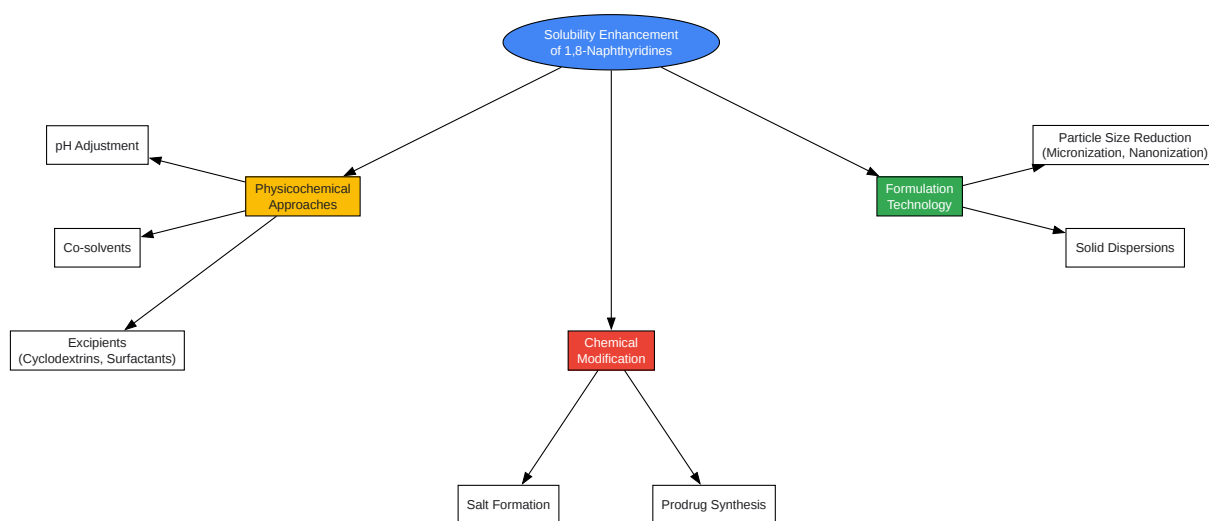 Solubility Enhancement
of 1,8-Naphthyridines
pH Adjustment
Particle Size Reduction
(Micronization, Nanonization)
Physicochemical
Approaches
Formulation
Technology
Co-solvents
Solid Dispersions
Excipients
(Cyclodextrins, Surfactants)
Chemical
Modification
Salt Formation
Prodrug Synthesis